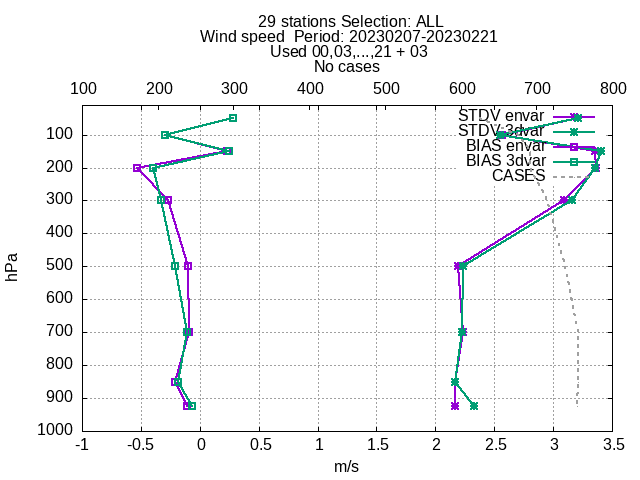 29 stations Selection: ALL
Wind speed  Period: 20230207-20230221
Used 00,03,...,21 + 03
No cases
100 200 300 400 500 600 700 800
STDV envar
STDV 3dvar
BIAS envar
BIAS 3dvar
CASES
100
200
300
400
500
600
700
800
900
1000
hPa
-1 -0.5 0 0.5 1 1.5 2 2.5 3 3.5
m/s